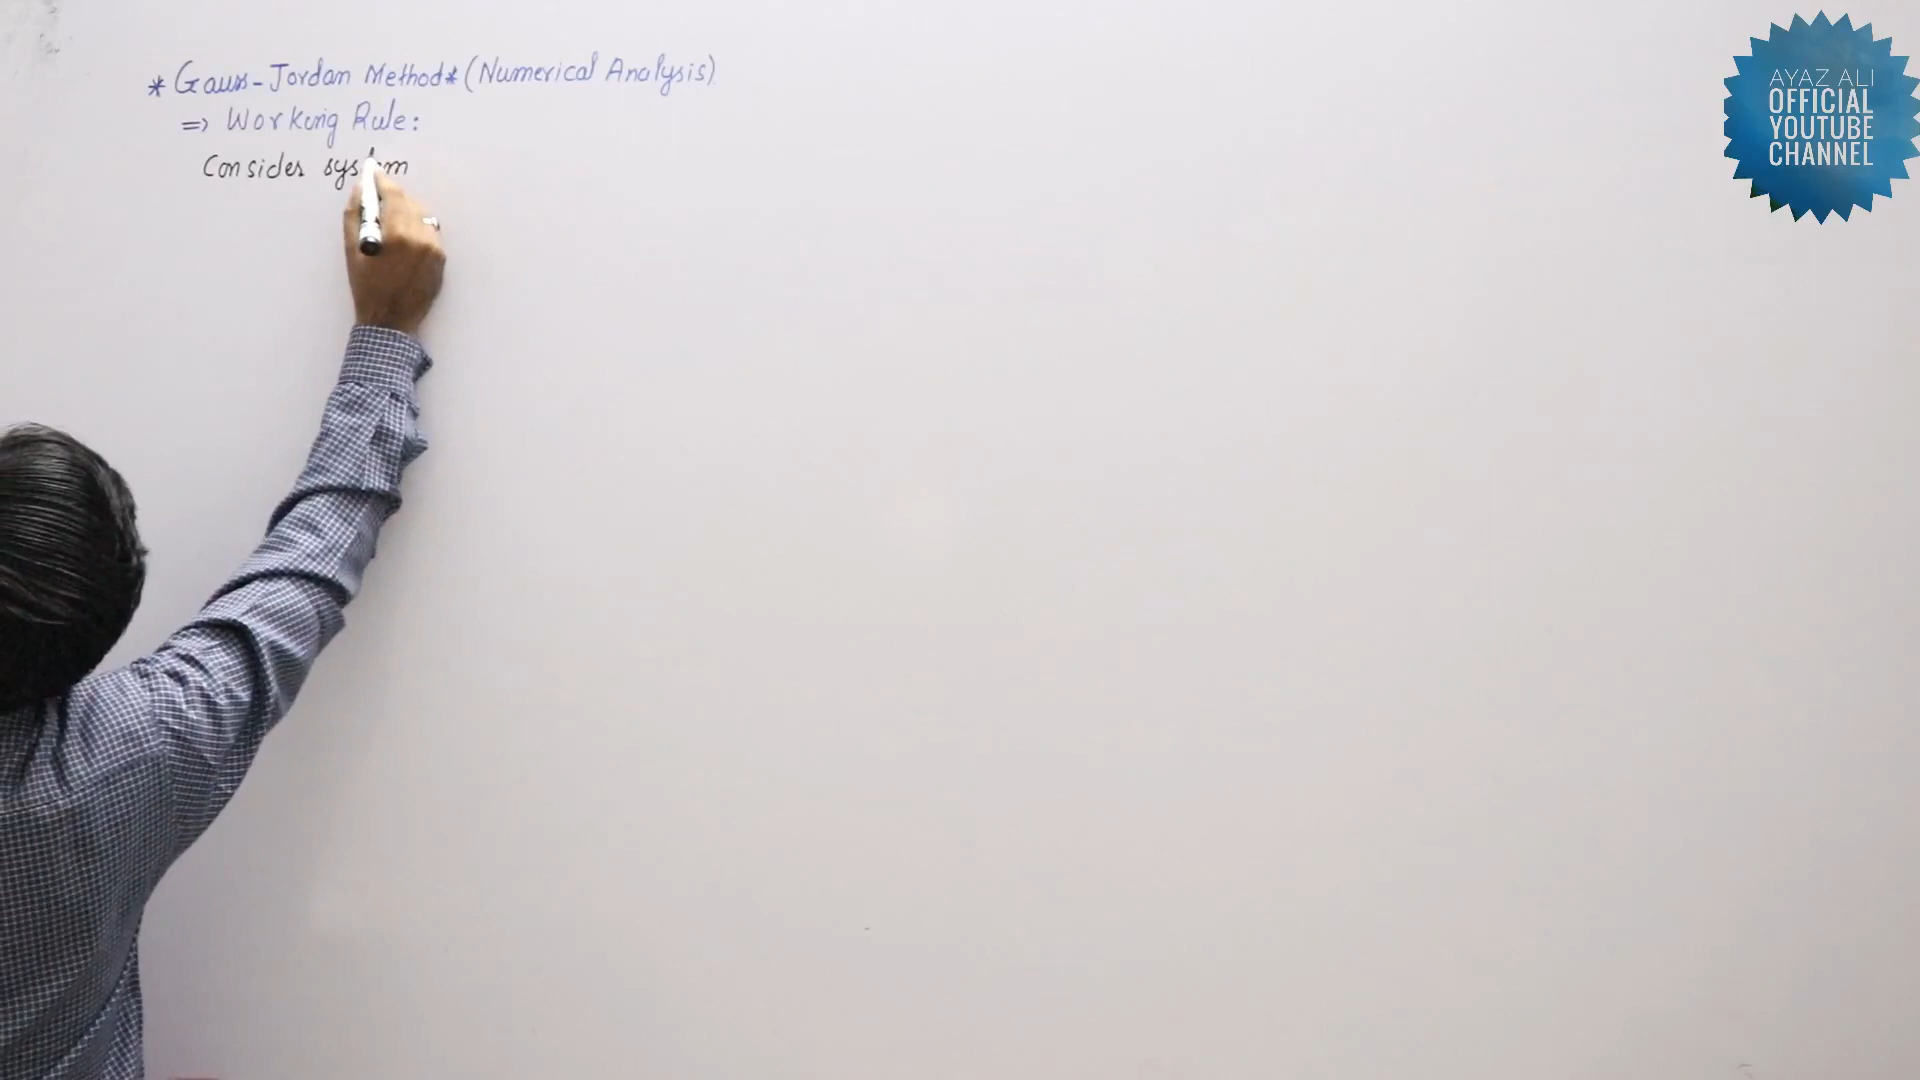 * Gauss-Jordan Method * (Numerical Analysis)
=> Working Rule:
Consider system
AYAZ ALI
OFFICIAL
YOUTUBE
CHANNEL